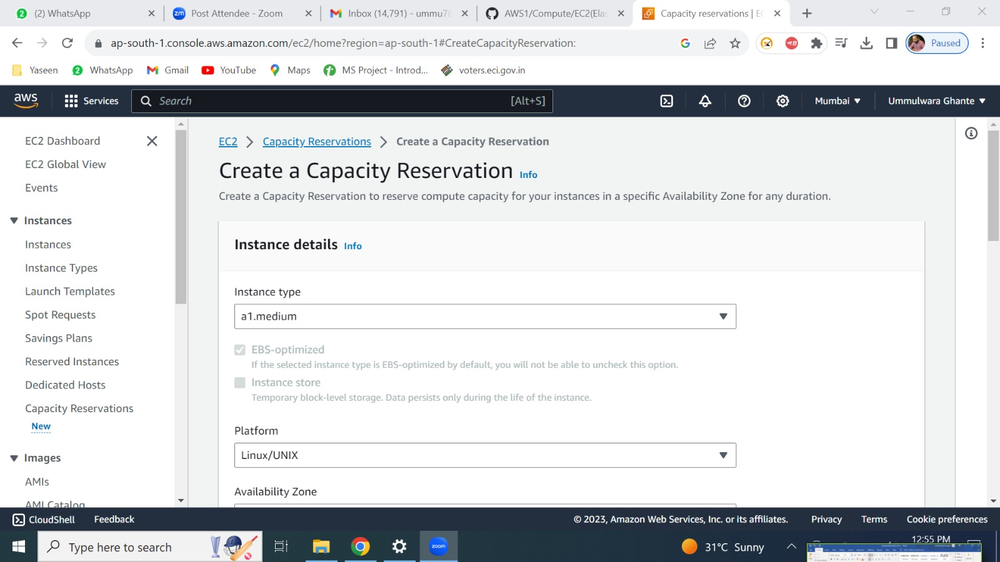 (2) WhatsApp
Post Attendee - Zoom
Inbox (14,791) - ummu78
AWS1/Compute/EC2(Elas
Capacity reservations | EC
ap-south-1.console.aws.amazon.com/ec2/home?region=ap-south-1#CreateCapacityReservation:
Paused
Yaseen
WhatsApp
Gmail
YouTube
Maps
MS Project - Introd...
voters.eci.gov.in
aws
Services
Search
[Alt+S]
Mumbai
Ummulwara Ghante
EC2 Dashboard
EC2 Global View
Events
Instances
Instances
Instance Types
Launch Templates
Spot Requests
Savings Plans
Reserved Instances
Dedicated Hosts
Capacity Reservations
New
Images
AMIs
AMI Catalog
EC2 > Capacity Reservations > Create a Capacity Reservation
Create a Capacity Reservation Info
Create a Capacity Reservation to reserve compute capacity for your instances in a specific Availability Zone for any duration.
Instance details Info
Instance type
a1.medium
EBS-optimized
If the selected instance type is EBS-optimized by default, you will not be able to uncheck this option.
Instance store
Temporary block-level storage. Data persists only during the life of the instance.
Platform
Linux/UNIX
Availability Zone
CloudShell
Feedback
© 2023, Amazon Web Services, Inc. or its affiliates.
Privacy
Terms
Cookie preferences
Type here to search
zoom
31°C Sunny
12:55 PM